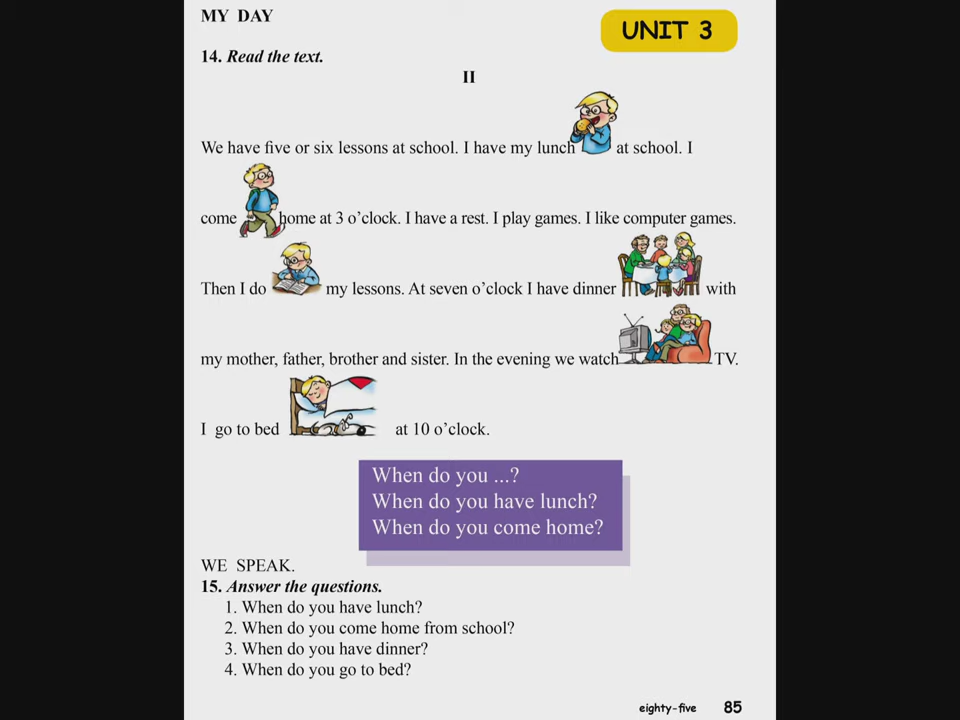 MY DAY
UNIT 3
14. Read the text.
II
We have five or six lessons at school. I have my lunch at school. I
come home at 3 o'clock. I have a rest. I play games. I like computer games.
Then I do my lessons. At seven o'clock I have dinner with
my mother, father, brother and sister. In the evening we watch TV.
I go to bed at 10 o'clock.
When do you ...?
When do you have lunch?
When do you come home?
WE SPEAK.
15. Answer the questions.
1. When do you have lunch?
2. When do you come home from school?
3. When do you have dinner?
4. When do you go to bed?
eighty-five 85